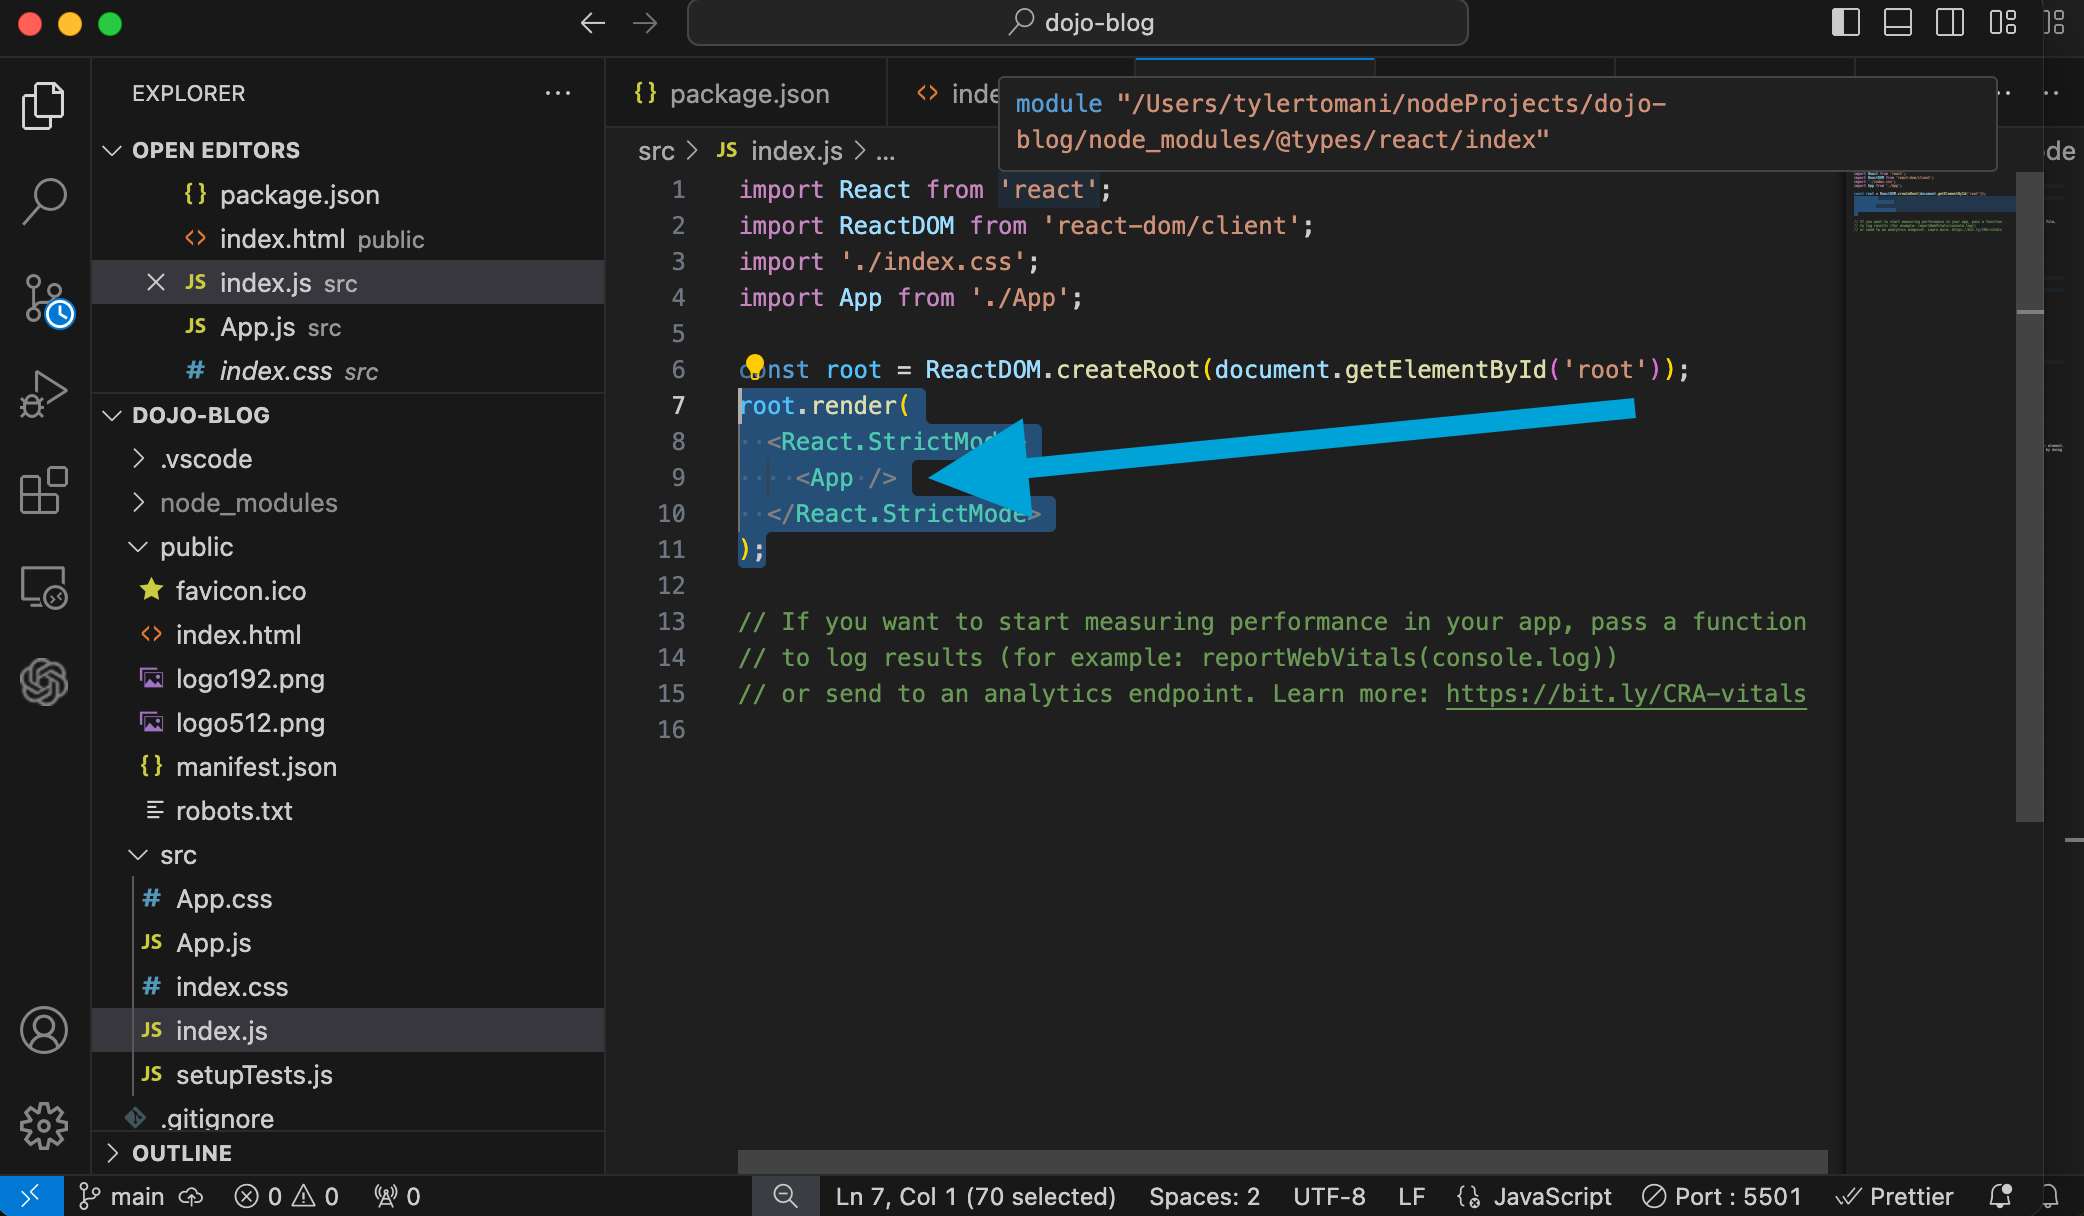 dojo-blog
EXPLORER
OPEN EDITORS
{} package.json
<> index.html public
JS index.js src
JS App.js src
# index.css src
DOJO-BLOG
.vscode
node_modules
public
favicon.ico
<> index.html
logo192.png
logo512.png
{} manifest.json
robots.txt
src
# App.css
JS App.js
# index.css
JS index.js
JS setupTests.js
.gitignore
OUTLINE
{} package.json
<> inde
module "/Users/tylertomani/nodeProjects/dojo-
blog/node_modules/@types/react/index"
src > JS index.js > ...
de
1 import React from 'react';
2 import ReactDOM from 'react-dom/client';
3 import './index.css';
4 import App from './App';
5
6 const root = ReactDOM.createRoot(document.getElementById('root'));
7 root.render(
8 <React.StrictMode>
9 <App />
10 </React.StrictMode>
11 );
12
13 // If you want to start measuring performance in your app, pass a function
14 // to log results (for example: reportWebVitals(console.log))
15 // or send to an analytics endpoint. Learn more: https://bit.ly/CRA-vitals
16
main 0 0 0 Ln 7, Col 1 (70 selected) Spaces: 2 UTF-8 LF JavaScript Port : 5501 Prettier